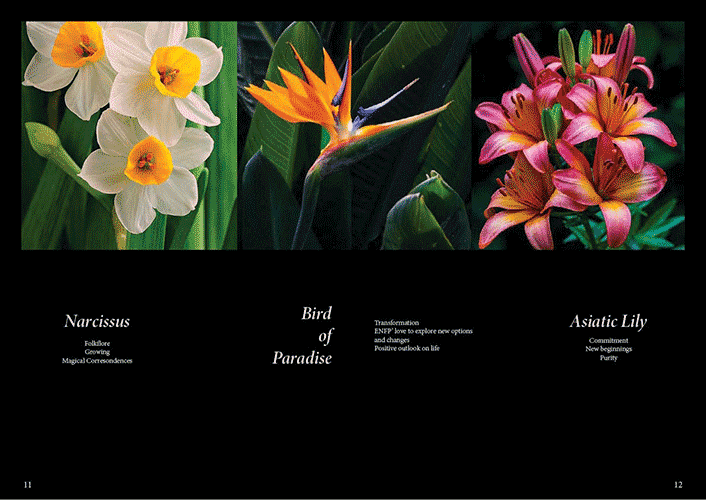 Narcissus
Folkflore
Growing
Magical Corresondences
Bird
of
Paradise
Transformation
ENFP' love to explore new options
and changes
Positive outlook on life
Asiatic Lily
Commitment
New beginnings
Purity
11
12